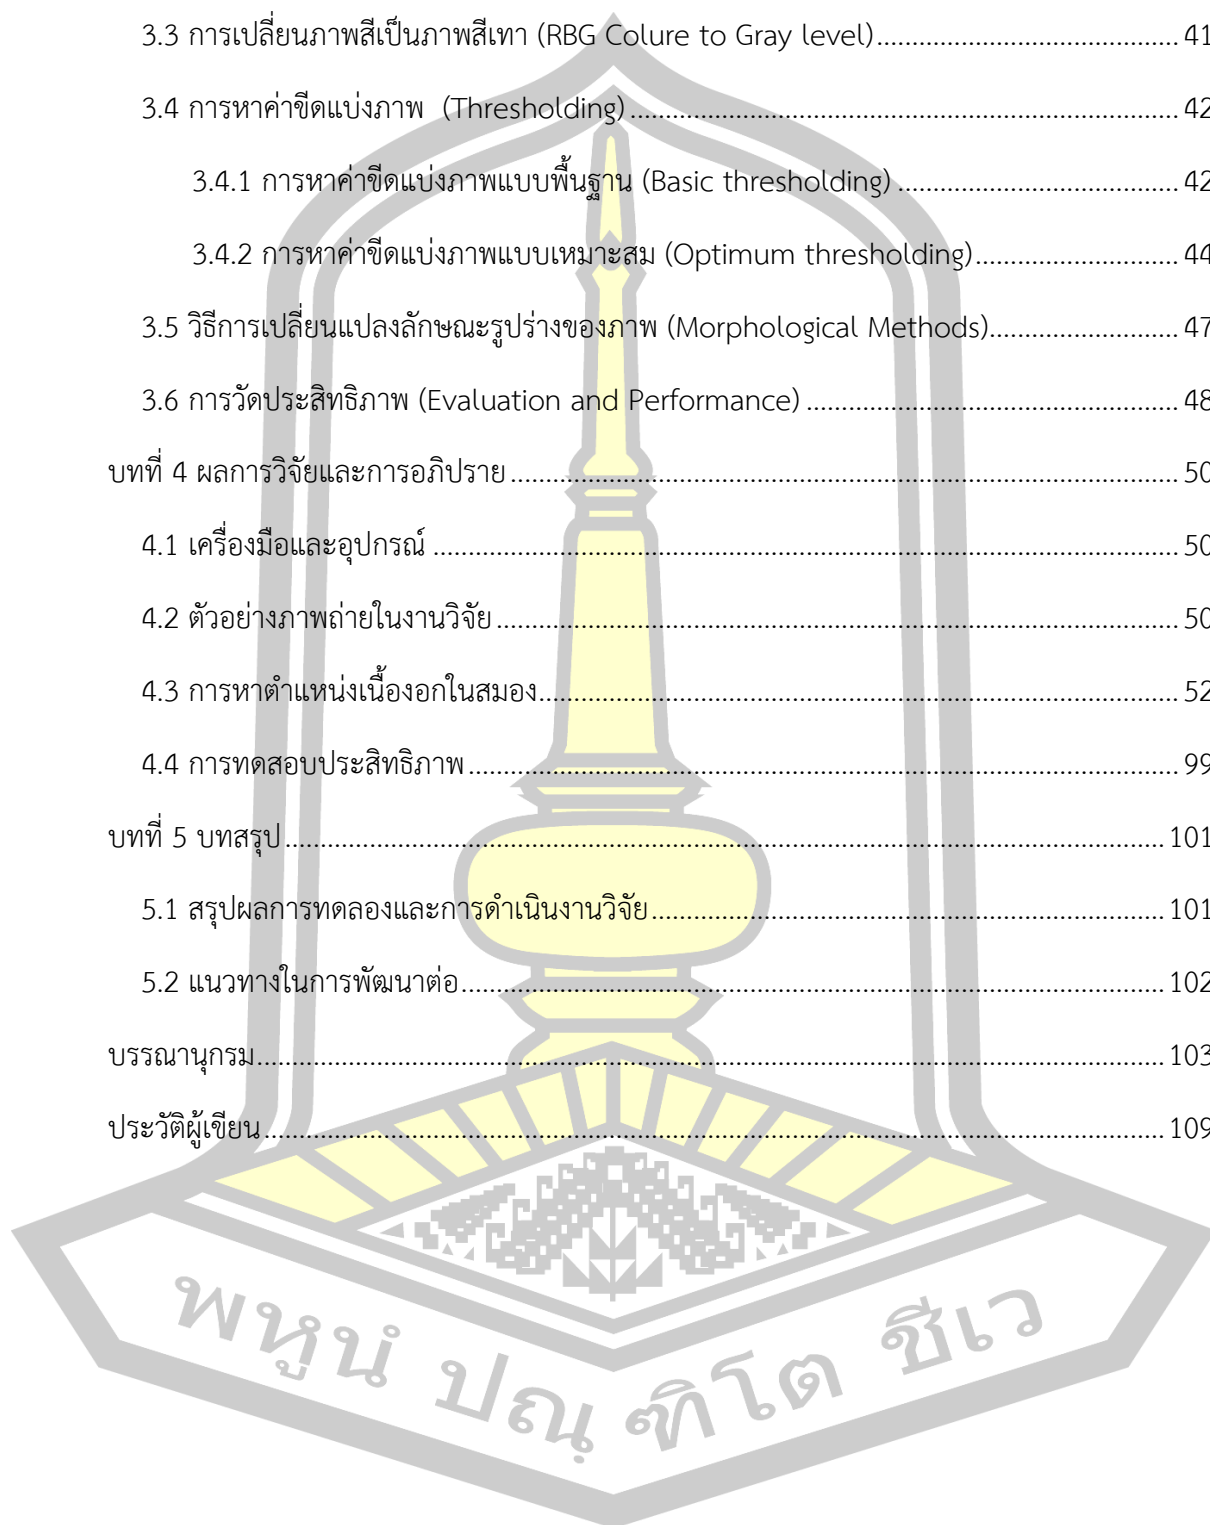 3.3 การเปลี่ยนภาพสีเป็นภาพสีเทา (RBG Colure to Gray level) 41
3.4 การหาค่าขีดแบ่งภาพ (Thresholding) 42
3.4.1 การหาค่าขีดแบ่งภาพแบบพื้นฐาน (Basic thresholding) 42
3.4.2 การหาค่าขีดแบ่งภาพแบบเหมาะสม (Optimum thresholding) 44
3.5 วิธีการเปลี่ยนแปลงลักษณะรูปร่างของภาพ (Morphological Methods) 47
3.6 การวัดประสิทธิภาพ (Evaluation and Performance) 48
บทที่ 4 ผลการวิจัยและการอภิปราย 50
4.1 เครื่องมือและอุปกรณ์ 50
4.2 ตัวอย่างภาพถ่ายในงานวิจัย 50
4.3 การหาตำแหน่งเนื้องอกในสมอง 52
4.4 การทดสอบประสิทธิภาพ 99
บทที่ 5 บทสรุป 101
5.1 สรุปผลการทดลองและการดำเนินงานวิจัย 101
5.2 แนวทางในการพัฒนาต่อ 102
บรรณานุกรม 103
ประวัติผู้เขียน 109
พหูนํ ปณฺฑิโต ชีเว